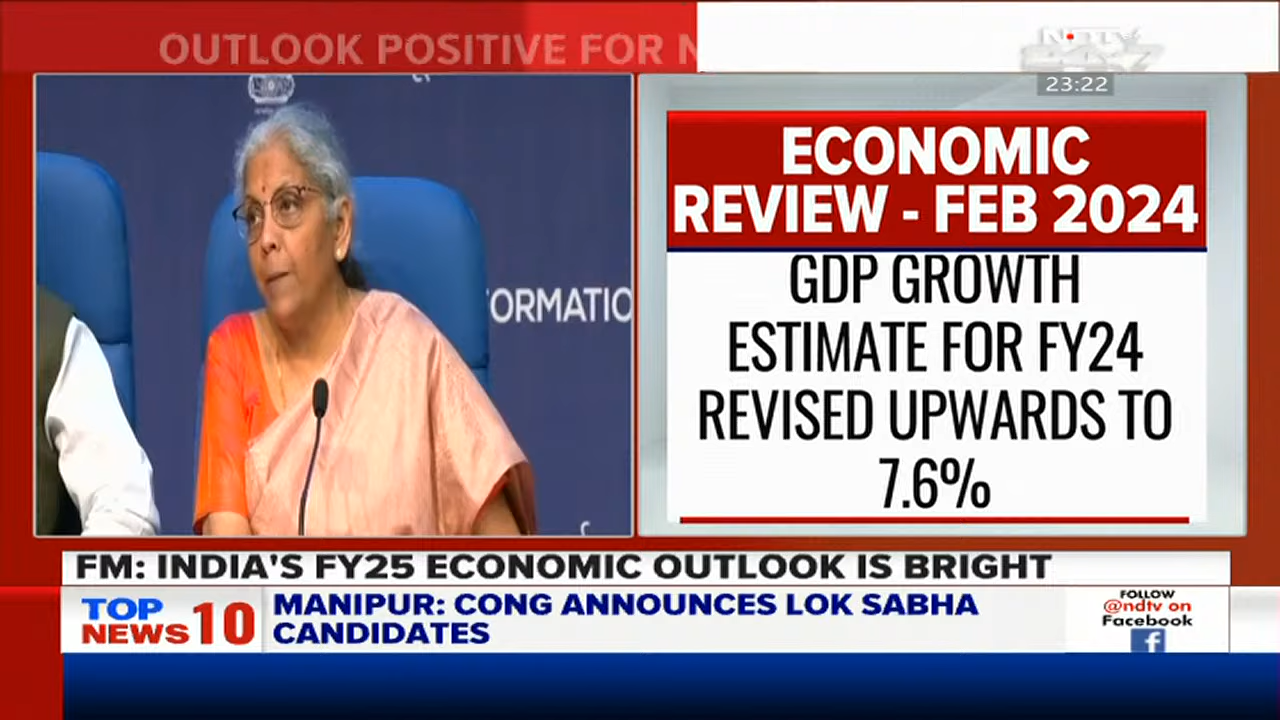 OUTLOOK POSITIVE FOR N
NDTV
24x7
23:22
ECONOMIC
REVIEW - FEB 2024
GDP GROWTH
ESTIMATE FOR FY24
REVISED UPWARDS TO
7.6%
ORMATIO
FM: INDIA'S FY25 ECONOMIC OUTLOOK IS BRIGHT
TOP
NEWS 10
MANIPUR: CONG ANNOUNCES LOK SABHA
CANDIDATES
FOLLOW
@ndtv on
Facebook
f